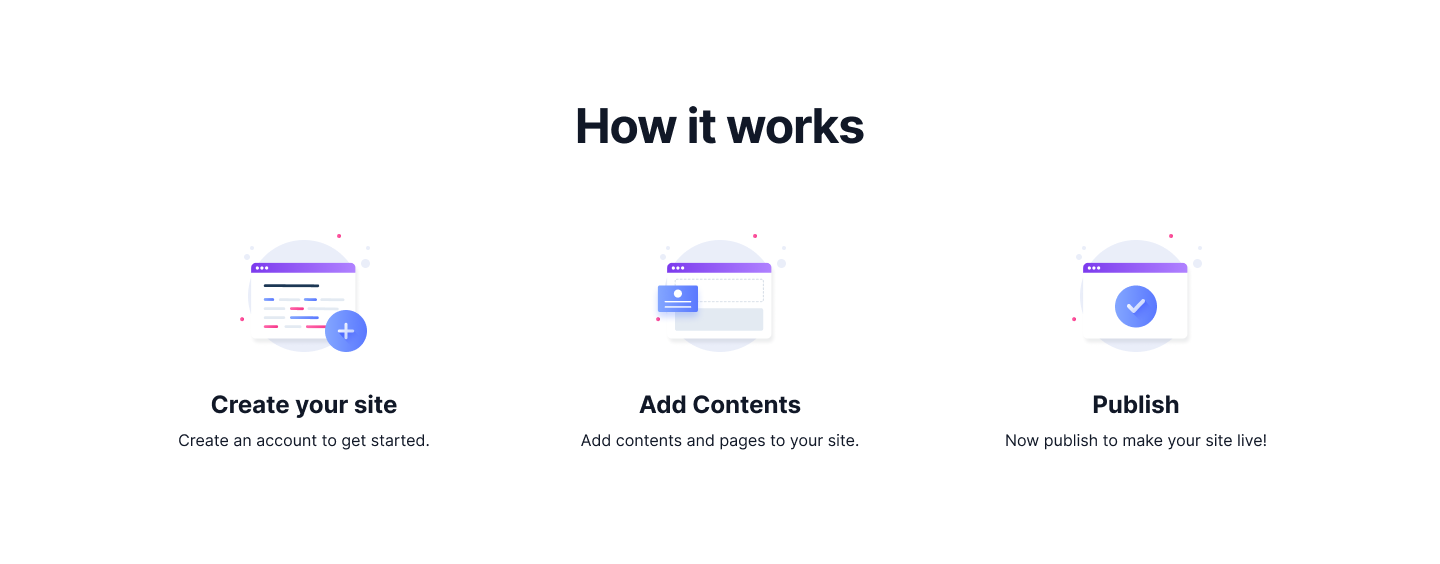 How it works
Create your site
Create an account to get started.
Add Contents
Add contents and pages to your site.
Publish
Now publish to make your site live!